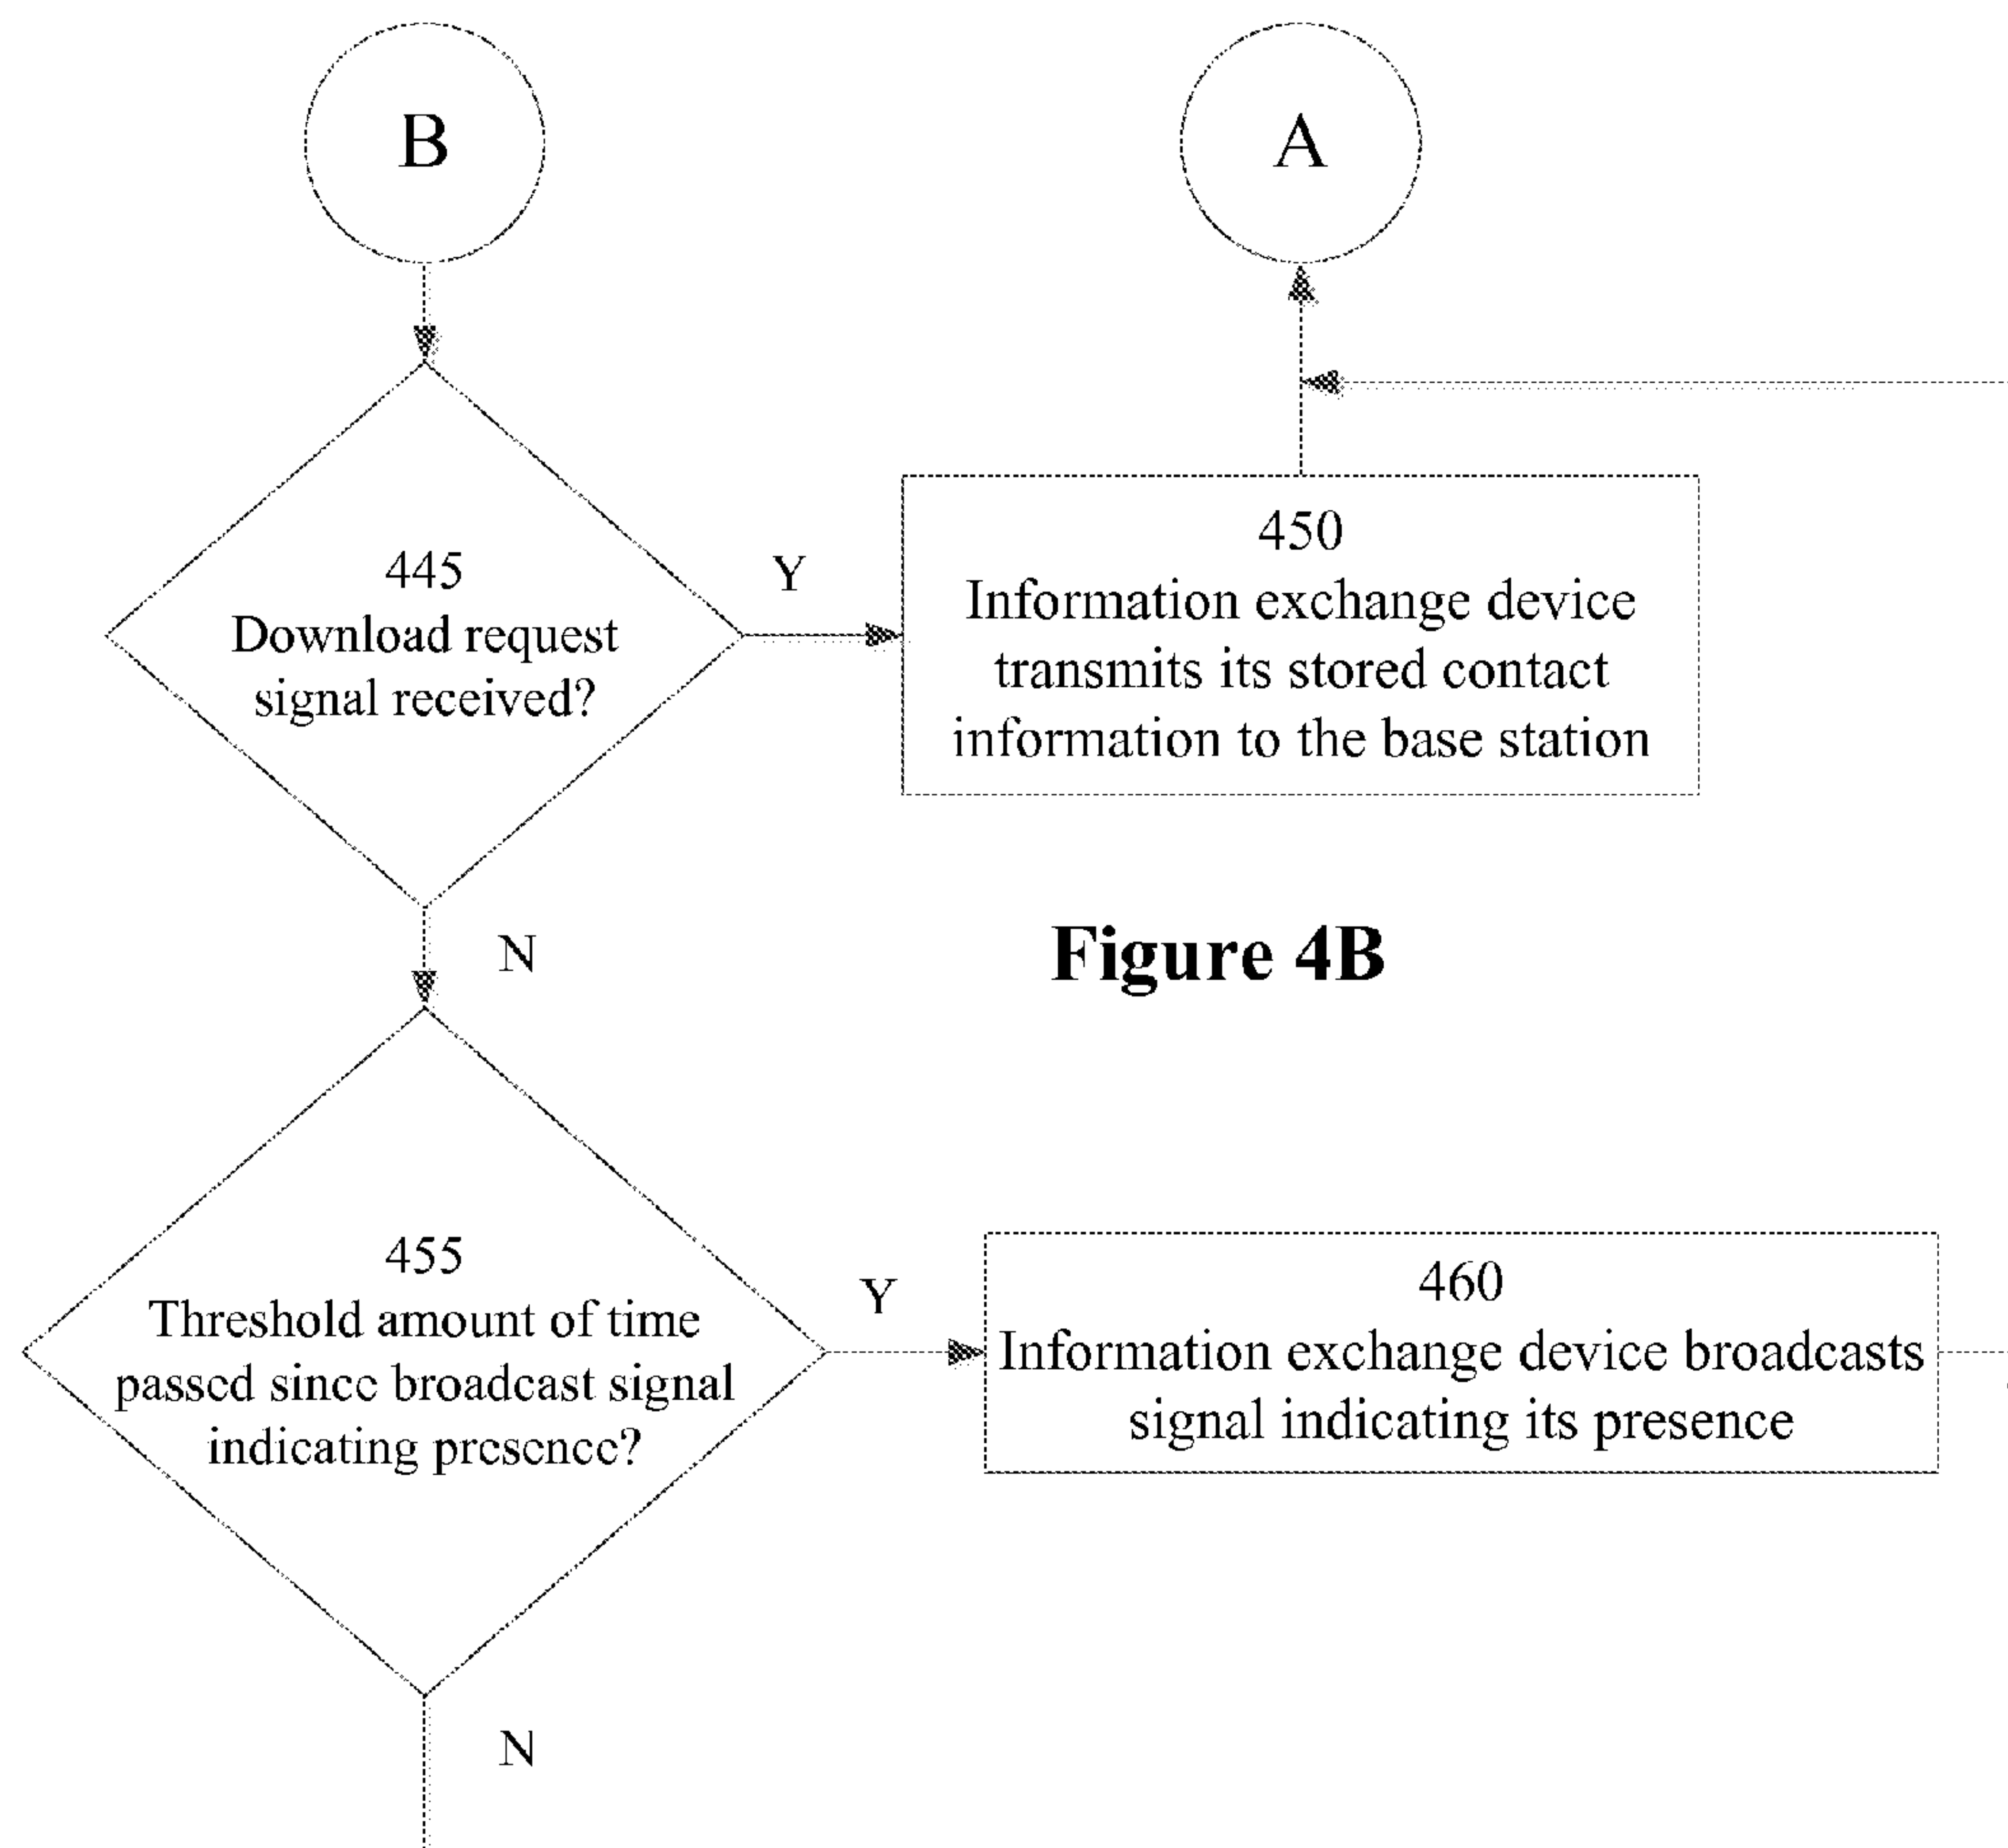 B
A
445
Download request
signal received?
Y
450
Information exchange device
transmits its stored contact
information to the base station
N
Figure 4B
455
Threshold amount of time
passed since broadcast signal
indicating presence?
Y
460
Information exchange device broadcasts
signal indicating its presence
N